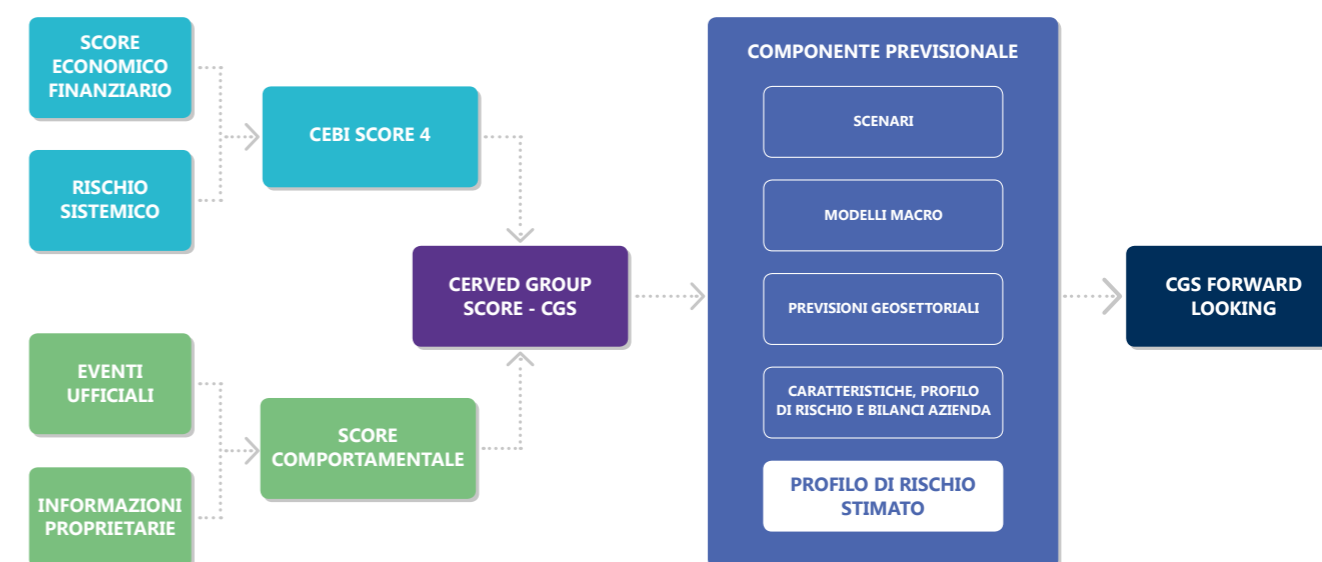 SCORE
ECONOMICO
FINANZIARIO
RISCHIO
SISTEMICO
CEBI SCORE 4
EVENTI
UFFICIALI
INFORMAZIONI
PROPRIETARIE
SCORE
COMPORTAMENTALE
CERVED GROUP
SCORE - CGS
COMPONENTE PREVISIONALE
SCENARI
MODELLI MACRO
PREVISIONI GEOSETTORIALI
CARATTERISTICHE, PROFILO
DI RISCHIO E BILANCI AZIENDA
PROFILO DI RISCHIO
STIMATO
CGS FORWARD
LOOKING